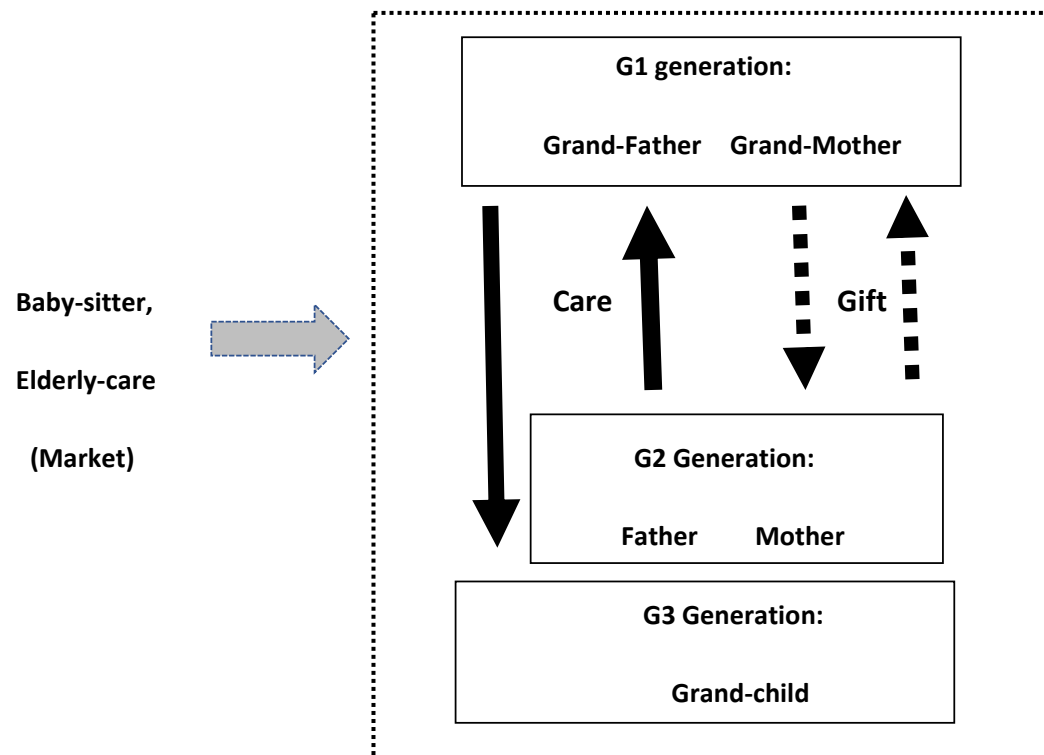 G1 generation:
Grand-Father Grand-Mother
Baby-sitter,
Elderly-care
(Market)
Care
Gift
G2 Generation:
Father Mother
G3 Generation:
Grand-child